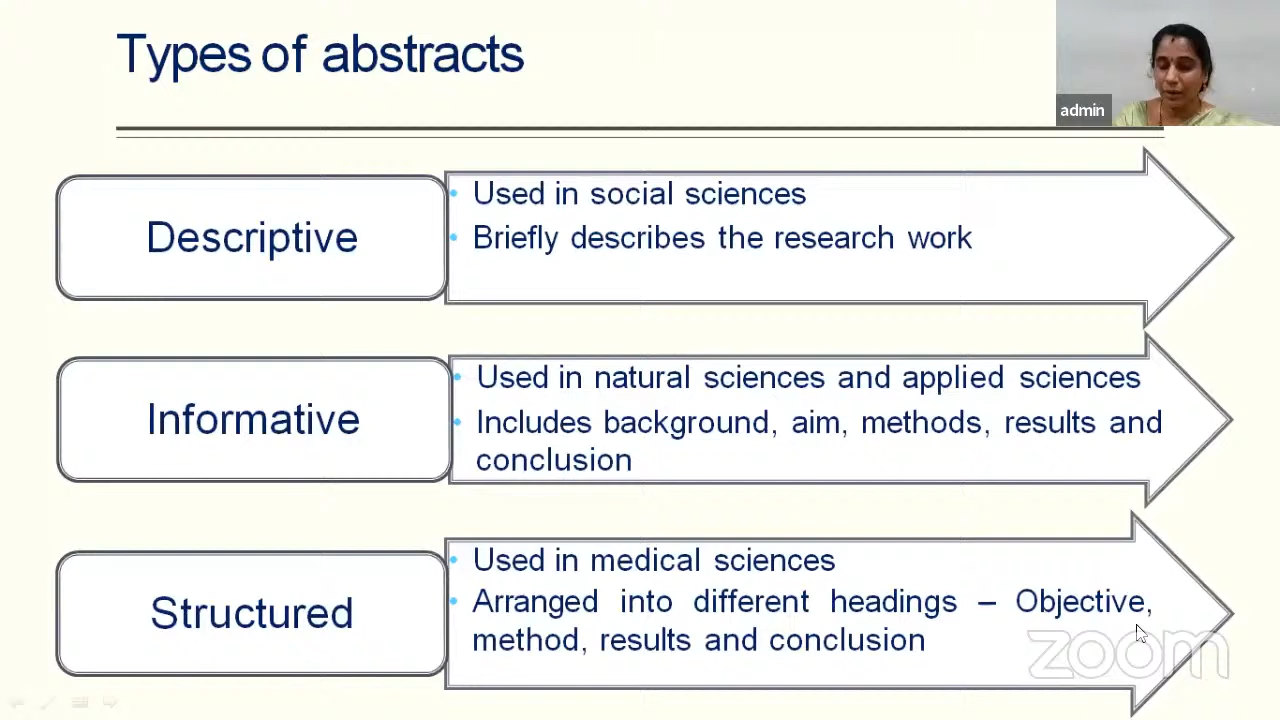 Types of abstracts
admin
Descriptive
• Used in social sciences
• Briefly describes the research work
Informative
• Used in natural sciences and applied sciences
• Includes background, aim, methods, results and
conclusion
Structured
• Used in medical sciences
• Arranged into different headings – Objective,
method, results and conclusion
zoom